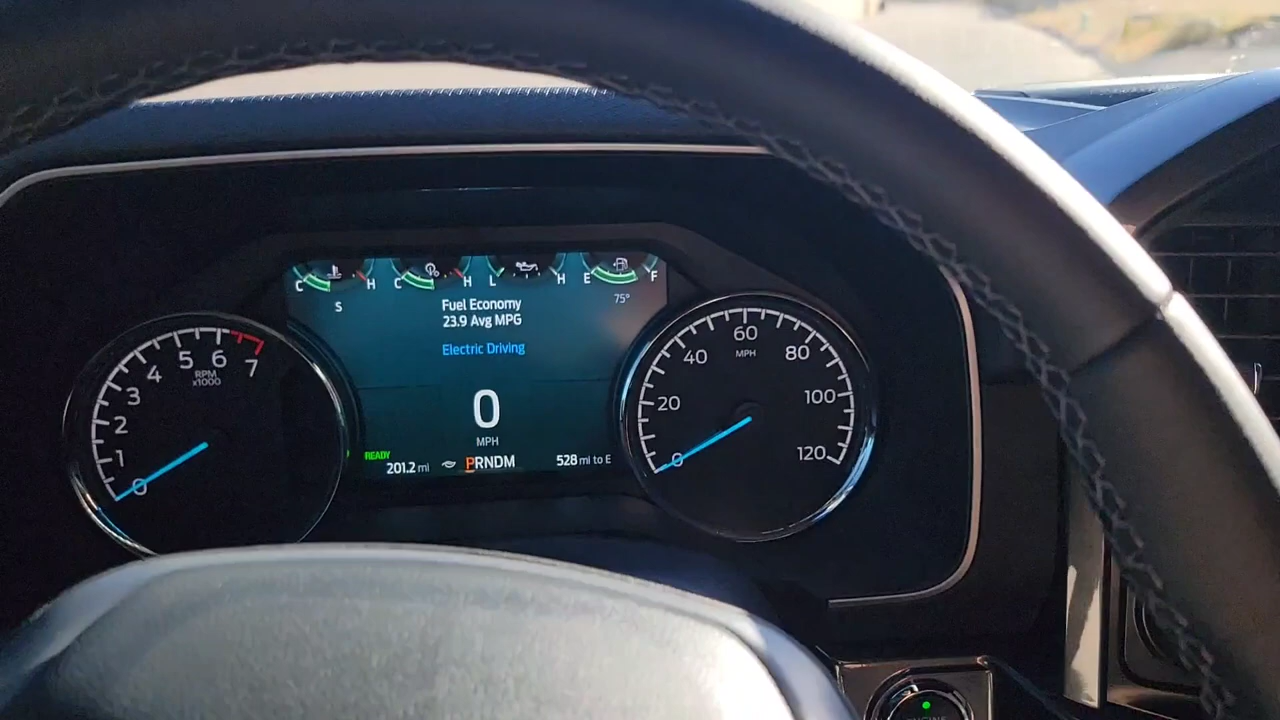 C H C H L H E F
S
75°
Fuel Economy
23.9 Avg MPG
Electric Driving
0
MPH
READY
201.2 mi
PRNDM
528 mi to E
0 1 2 3 4 5 6 7
RPM
x1000
0 20 40 60 80 100 120
MPH
ENGINE